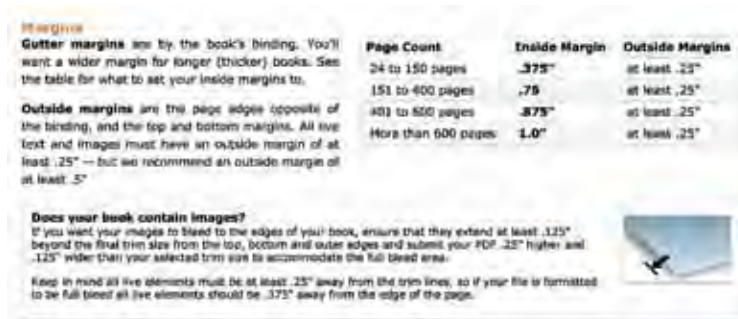 Margins
Gutter margins are by the book's binding. You'll
want a wider margin for longer (thicker) books. See
the table for what to set your inside margins to.
Outside margins are the page edges opposite of
the binding, and the top and bottom margins. All live
text and images must have an outside margin of at
least .25" — but we recommend an outside margin of
at least .5"
Page Count Inside Margin Outside Margins
24 to 150 pages .375" at least .25"
151 to 400 pages .75 at least .25"
401 to 600 pages .875" at least .25"
More than 600 pages 1.0" at least .25"
Does your book contain images?
If you want your images to bleed to the edges of your book, ensure that they extend at least .125"
beyond the final trim size from the top, bottom and outer edges and submit your PDF .25" higher and
.125" wider than your selected trim size to accommodate the full bleed area.
Keep in mind all live elements must be at least .25" away from the trim lines, so if your file is formatted
to be full bleed all live elements should be .375" away from the edge of the page.